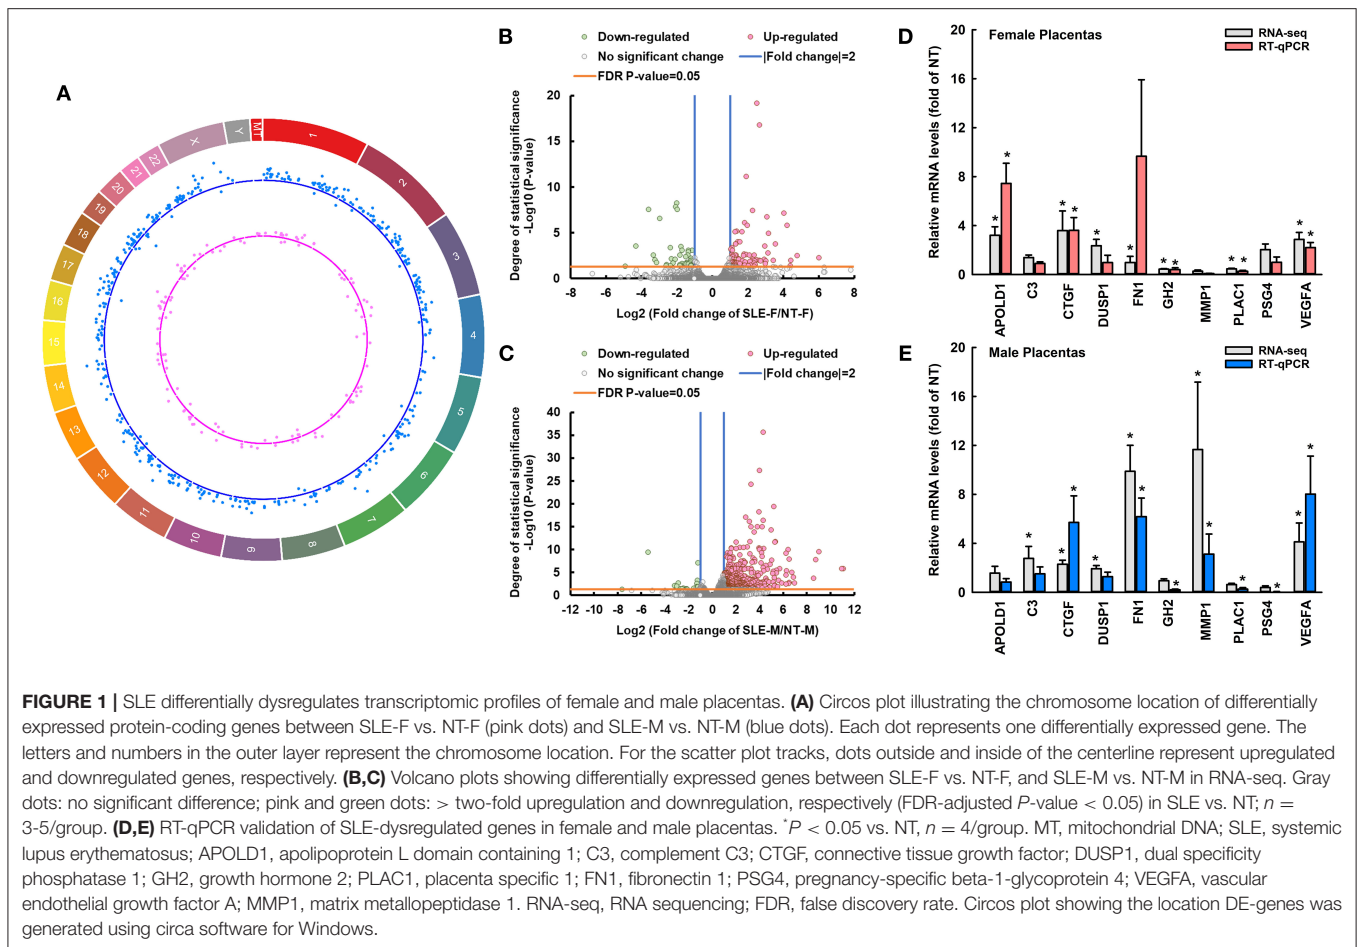 A
MT
1
2
3
4
5
6
7
8
9
10
11
12
13
14
15
16
17
18
19
20
21
22
X
Y
B
Down-regulated
Up-regulated
No significant change
|Fold change|=2
FDR P-value=0.05
Degree of statistical significance
-Log10 (P-value)
20
15
10
5
0
-8 -6 -4 -2 0 2 4 6 8
Log2 (Fold change of SLE-F/NT-F)
C
Down-regulated
Up-regulated
No significant change
|Fold change|=2
FDR P-value=0.05
Degree of statistical significance
-Log10 (P-value)
40
35
30
25
20
15
10
5
0
-12 -10 -8 -6 -4 -2 0 2 4 6 8 10 12
Log2 (Fold change of SLE-M/NT-M)
D
Female Placentas
RNA-seq
RT-qPCR
Relative mRNA levels (fold of NT)
20
16
12
8
4
0
* * * * * * * * * * * *
APOLD1 C3 CTGF DUSP1 FN1 GH2 MMP1 PLAC1 PSG4 VEGFA
E
Male Placentas
RNA-seq
RT-qPCR
Relative mRNA levels (fold of NT)
20
16
12
8
4
0
* * * * * * * * * * * * *
APOLD1 C3 CTGF DUSP1 FN1 GH2 MMP1 PLAC1 PSG4 VEGFA
FIGURE 1 | SLE differentially dysregulates transcriptomic profiles of female and male placentas. (A) Circos plot illustrating the chromosome location of differentially
expressed protein-coding genes between SLE-F vs. NT-F (pink dots) and SLE-M vs. NT-M (blue dots). Each dot represents one differentially expressed gene. The
letters and numbers in the outer layer represent the chromosome location. For the scatter plot tracks, dots outside and inside of the centerline represent upregulated
and downregulated genes, respectively. (B,C) Volcano plots showing differentially expressed genes between SLE-F vs. NT-F, and SLE-M vs. NT-M in RNA-seq. Gray
dots: no significant difference; pink and green dots: > two-fold upregulation and downregulation, respectively (FDR-adjusted P-value < 0.05) in SLE vs. NT; n =
3-5/group. (D,E) RT-qPCR validation of SLE-dysregulated genes in female and male placentas. *P < 0.05 vs. NT, n = 4/group. MT, mitochondrial DNA; SLE, systemic
lupus erythematosus; APOLD1, apolipoprotein L domain containing 1; C3, complement C3; CTGF, connective tissue growth factor; DUSP1, dual specificity
phosphatase 1; GH2, growth hormone 2; PLAC1, placenta specific 1; FN1, fibronectin 1; PSG4, pregnancy-specific beta-1-glycoprotein 4; VEGFA, vascular
endothelial growth factor A; MMP1, matrix metallopeptidase 1. RNA-seq, RNA sequencing; FDR, false discovery rate. Circos plot showing the location DE-genes was
generated using circa software for Windows.